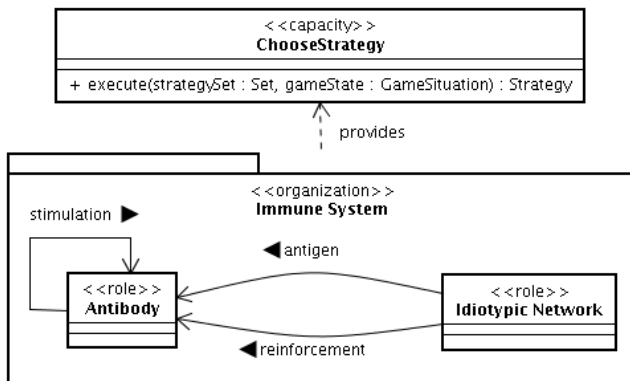 <<capacity>>
ChooseStrategy
+ execute(strategySet : Set, gameState : GameSituation) : Strategy
provides
<<organization>>
Immune System
stimulation ▶
◀ antigen
<<role>>
Antibody
<<role>>
Idiotypic Network
◀ reinforcement